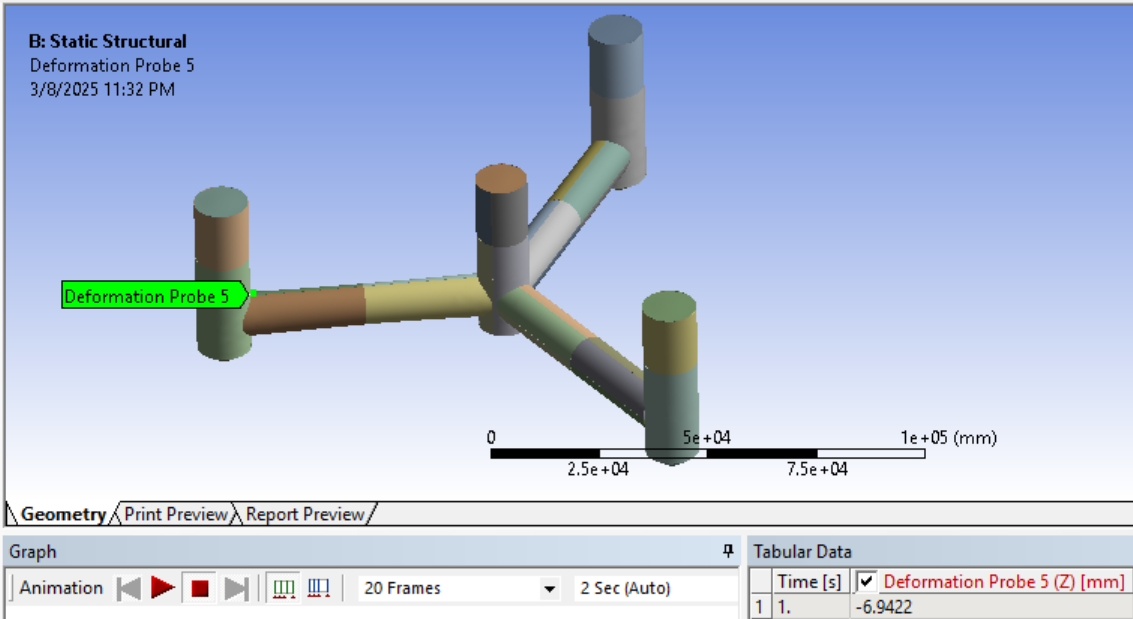 B: Static Structural
Deformation Probe 5
3/8/2025 11:32 PM
Deformation Probe 5
0 5e+04 1e+05 (mm)
2.5e+04 7.5e+04
Geometry Print Preview Report Preview
Graph
Animation 20 Frames 2 Sec (Auto)
Tabular Data
Time [s] Deformation Probe 5 (Z) [mm]
1 1. -6.9422